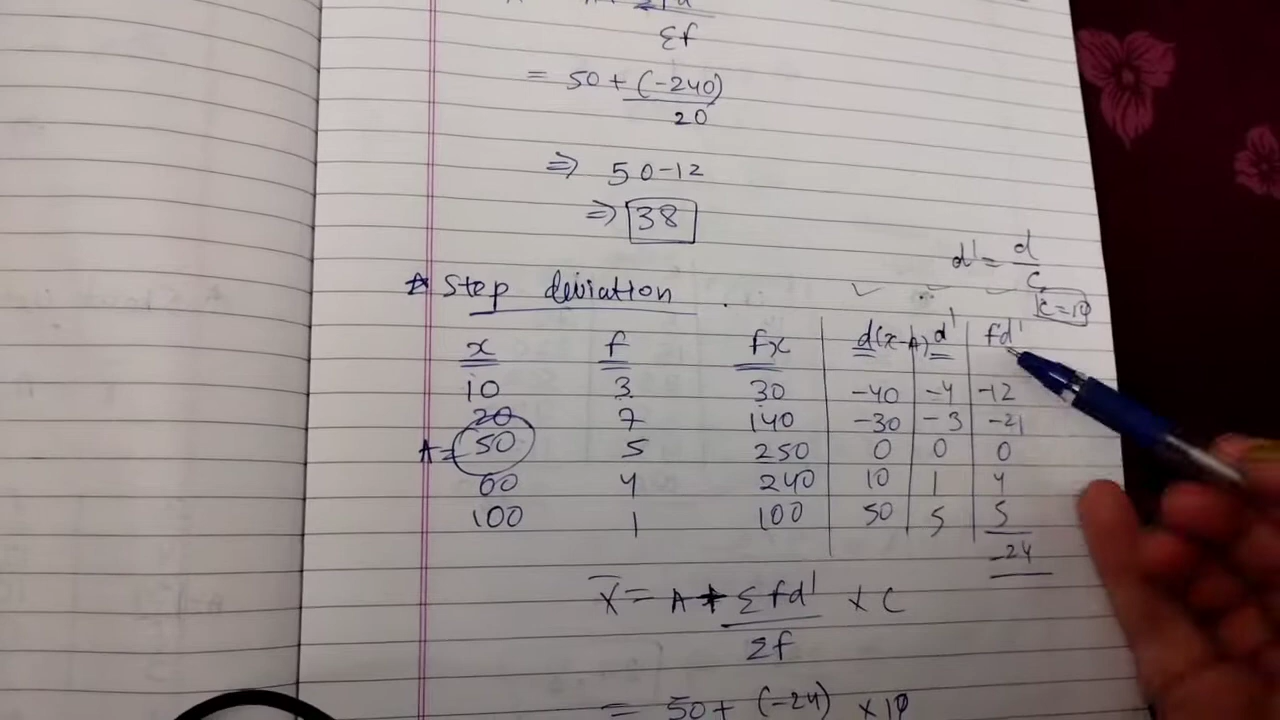 Σf
= 50 + (-240)
20
⇒ 50-12
⇒ 38
d' = d
C
C=10
☆ Step deviation
x f fx d(x-A) d' fd'
10 3 30 -40 -4 -12
20 7 140 -30 -3 -21
A= 50 5 250 0 0 0
60 4 240 10 1 4
100 1 100 50 5 5
-24
X̄ = A + Σfd' × C
Σf
= 50 + (-24) × 10